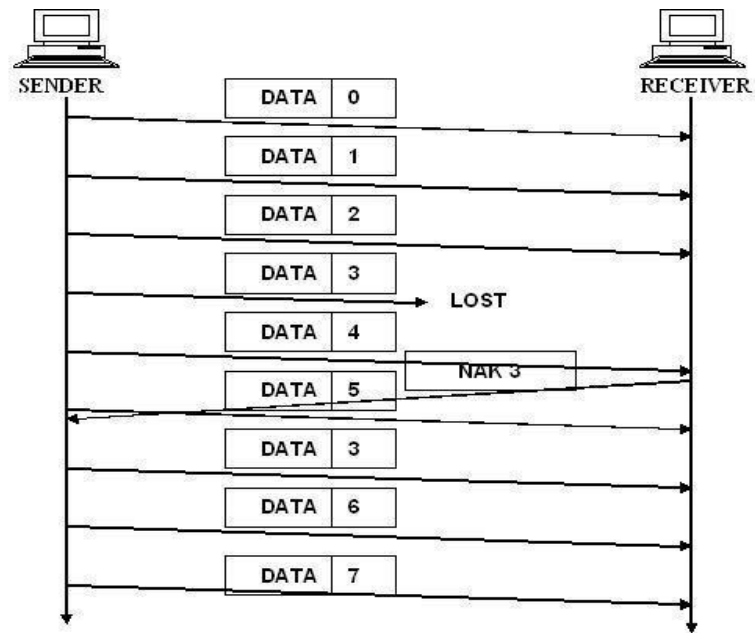 SENDER
RECEIVER
DATA 0
DATA 1
DATA 2
DATA 3
LOST
DATA 4
NAK 3
DATA 5
DATA 3
DATA 6
DATA 7